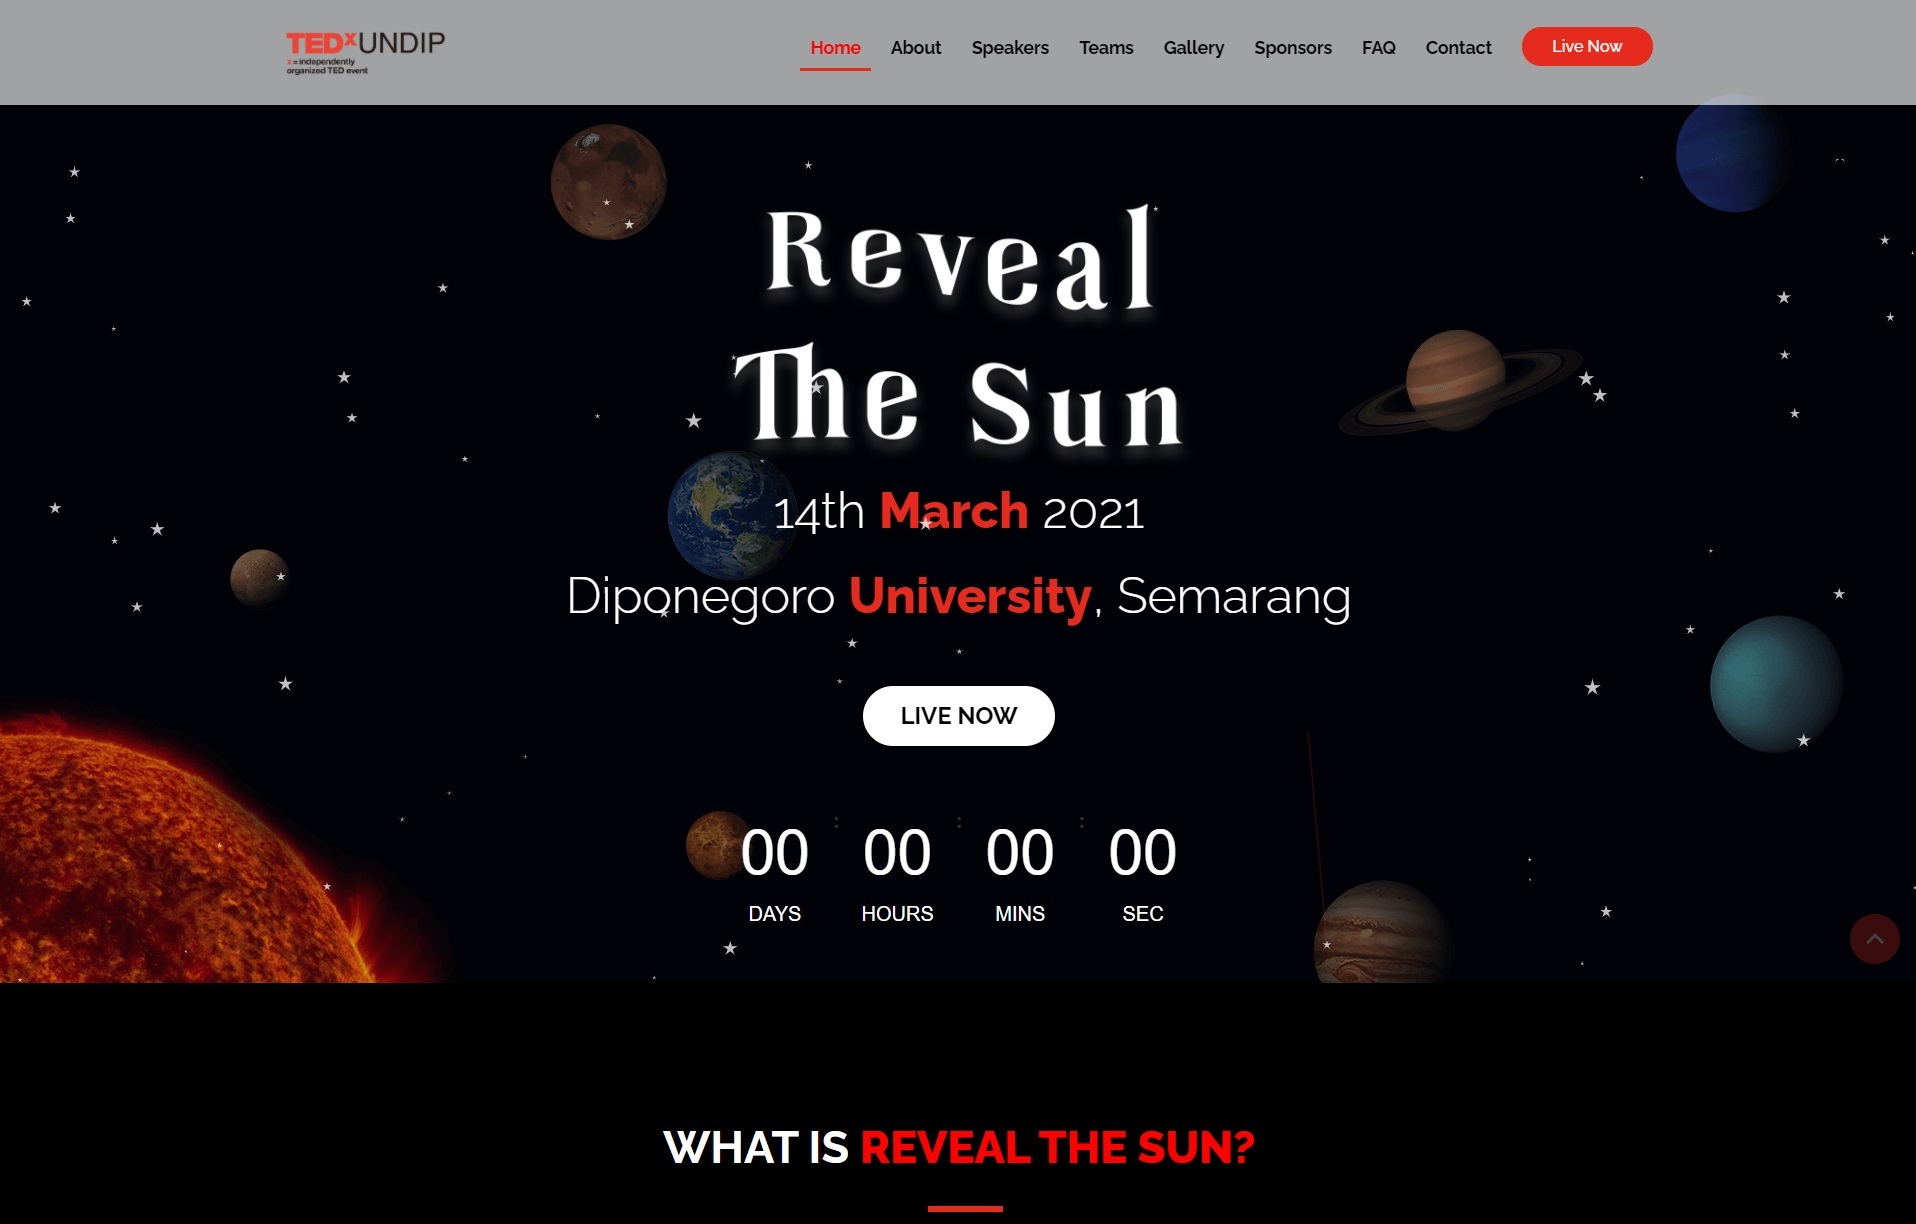 TEDxUNDIP
x = independently
organized TED event
Home About Speakers Teams Gallery Sponsors FAQ Contact Live Now
Reveal
The Sun
14th March 2021
Diponegoro University, Semarang
LIVE NOW
00 : 00 : 00 : 00
DAYS HOURS MINS SEC
WHAT IS REVEAL THE SUN?